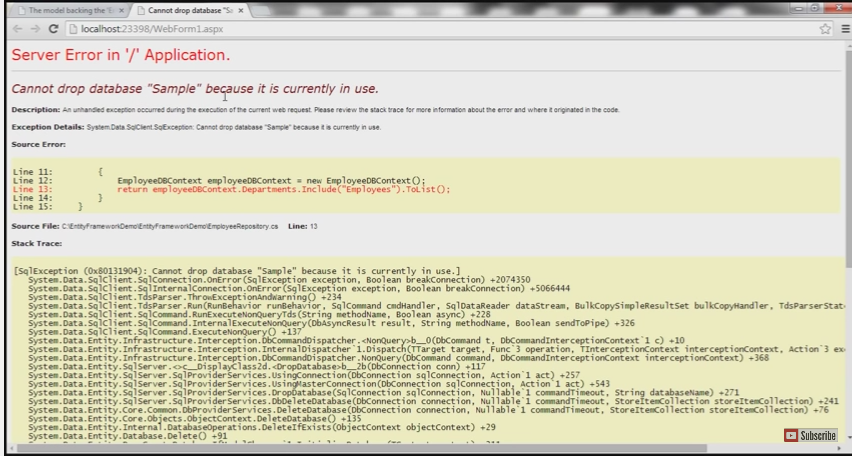 The model backing the 'E
Cannot drop database "Sa
localhost:23398/WebForm1.aspx
Server Error in '/' Application.
Cannot drop database "Sample" because it is currently in use.
Description: An unhandled exception occurred during the execution of the current web request. Please review the stack trace for more information about the error and where it originated in the code.
Exception Details: System.Data.SqlClient.SqlException: Cannot drop database "Sample" because it is currently in use.
Source Error:
Line 11: {
Line 12: EmployeeDBContext employeeDBContext = new EmployeeDBContext();
Line 13: return employeeDBContext.Departments.Include("Employees").ToList();
Line 14: }
Line 15: }
Source File: C:\EntityFrameworkDemo\EntityFrameworkDemo\EmployeeRepository.cs Line: 13
Stack Trace:
[SqlException (0x80131904): Cannot drop database "Sample" because it is currently in use.]
System.Data.SqlClient.SqlConnection.OnError(SqlException exception, Boolean breakConnection) +2074350
System.Data.SqlClient.SqlInternalConnection.OnError(SqlException exception, Boolean breakConnection) +5066444
System.Data.SqlClient.TdsParser.ThrowExceptionAndWarning() +234
System.Data.SqlClient.TdsParser.Run(RunBehavior runBehavior, SqlCommand cmdHandler, SqlDataReader dataStream, BulkCopySimpleResultSet bulkCopyHandler, TdsParserStat
System.Data.SqlClient.SqlCommand.RunExecuteNonQueryTds(String methodName, Boolean async) +228
System.Data.SqlClient.SqlCommand.InternalExecuteNonQuery(DbAsyncResult result, String methodName, Boolean sendToPipe) +326
System.Data.SqlClient.SqlCommand.ExecuteNonQuery() +137
System.Data.Entity.Infrastructure.Interception.DbCommandDispatcher.<NonQuery>b__0(DbCommand t, DbCommandInterceptionContext`1 c) +10
System.Data.Entity.Infrastructure.Interception.InternalDispatcher`1.Dispatch(TTarget target, Func`3 operation, TInterceptionContext interceptionContext, Action`3 ex
System.Data.Entity.Infrastructure.Interception.DbCommandDispatcher.NonQuery(DbCommand command, DbCommandInterceptionContext interceptionContext) +368
System.Data.Entity.SqlServer.<>c__DisplayClass2d.<DropDatabase>b__2b(DbConnection conn) +117
System.Data.Entity.SqlServer.SqlProviderServices.UsingConnection(DbConnection sqlConnection, Action`1 act) +257
System.Data.Entity.SqlServer.SqlProviderServices.UsingMasterConnection(DbConnection sqlConnection, Action`1 act) +543
System.Data.Entity.SqlServer.SqlProviderServices.DropDatabase(SqlConnection sqlConnection, Nullable`1 commandTimeout, String databaseName) +271
System.Data.Entity.SqlServer.SqlProviderServices.DbDeleteDatabase(DbConnection connection, Nullable`1 commandTimeout, StoreItemCollection storeItemCollection) +241
System.Data.Entity.Core.Common.DbProviderServices.DeleteDatabase(DbConnection connection, Nullable`1 commandTimeout, StoreItemCollection storeItemCollection) +76
System.Data.Entity.Core.Objects.ObjectContext.DeleteDatabase() +135
System.Data.Entity.Internal.DatabaseOperations.DeleteIfExists(ObjectContext objectContext) +29
System.Data.Entity.Database.Delete() +91
Subscribe